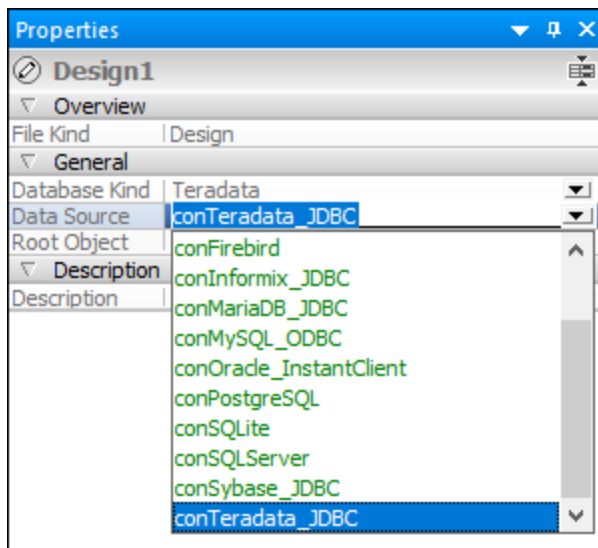 Properties
Design1
Overview
File Kind Design
General
Database Kind Teradata
Data Source conTeradata_JDBC
Root Object
conFirebird
Description
conInformix_JDBC
Description
conMariaDB_JDBC
conMySQL_ODBC
conOracle_InstantClient
conPostgreSQL
conSQLite
conSQLServer
conSybase_JDBC
conTeradata_JDBC